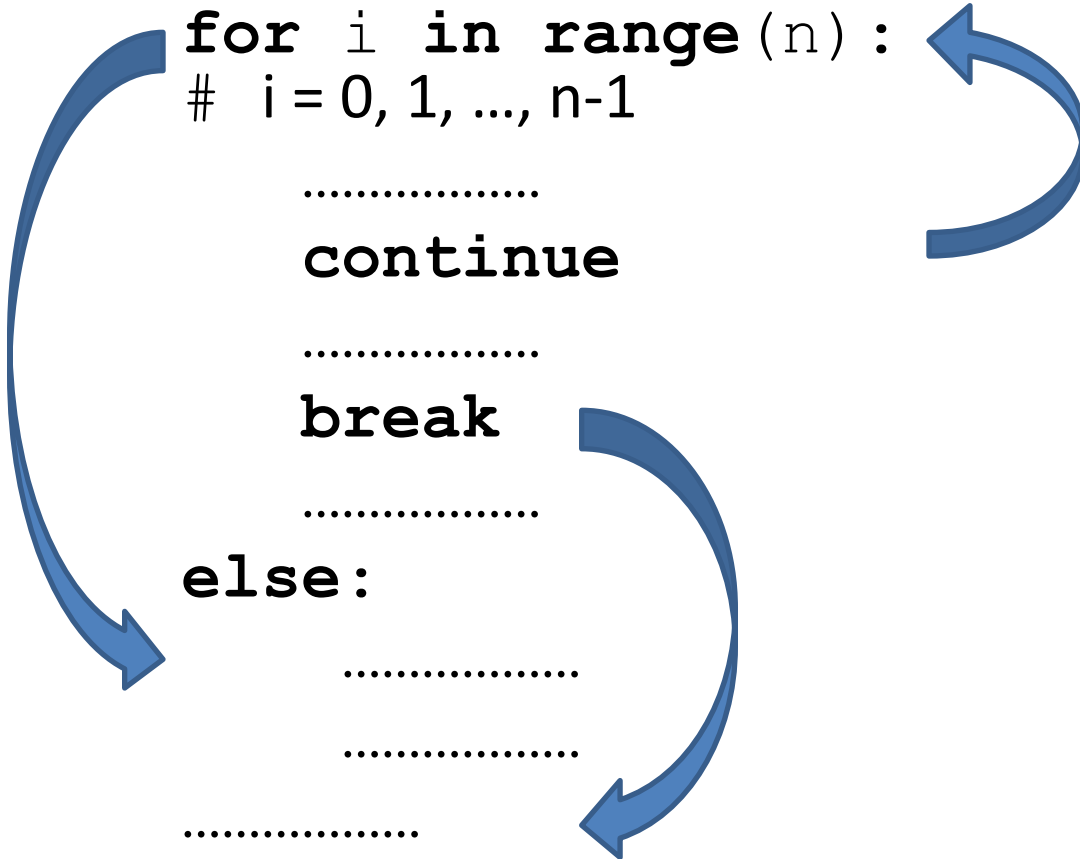 for i in range(n):
# i = 0, 1, …, n-1
………………
continue
………………
break
………………
else:
………………
………………
………………